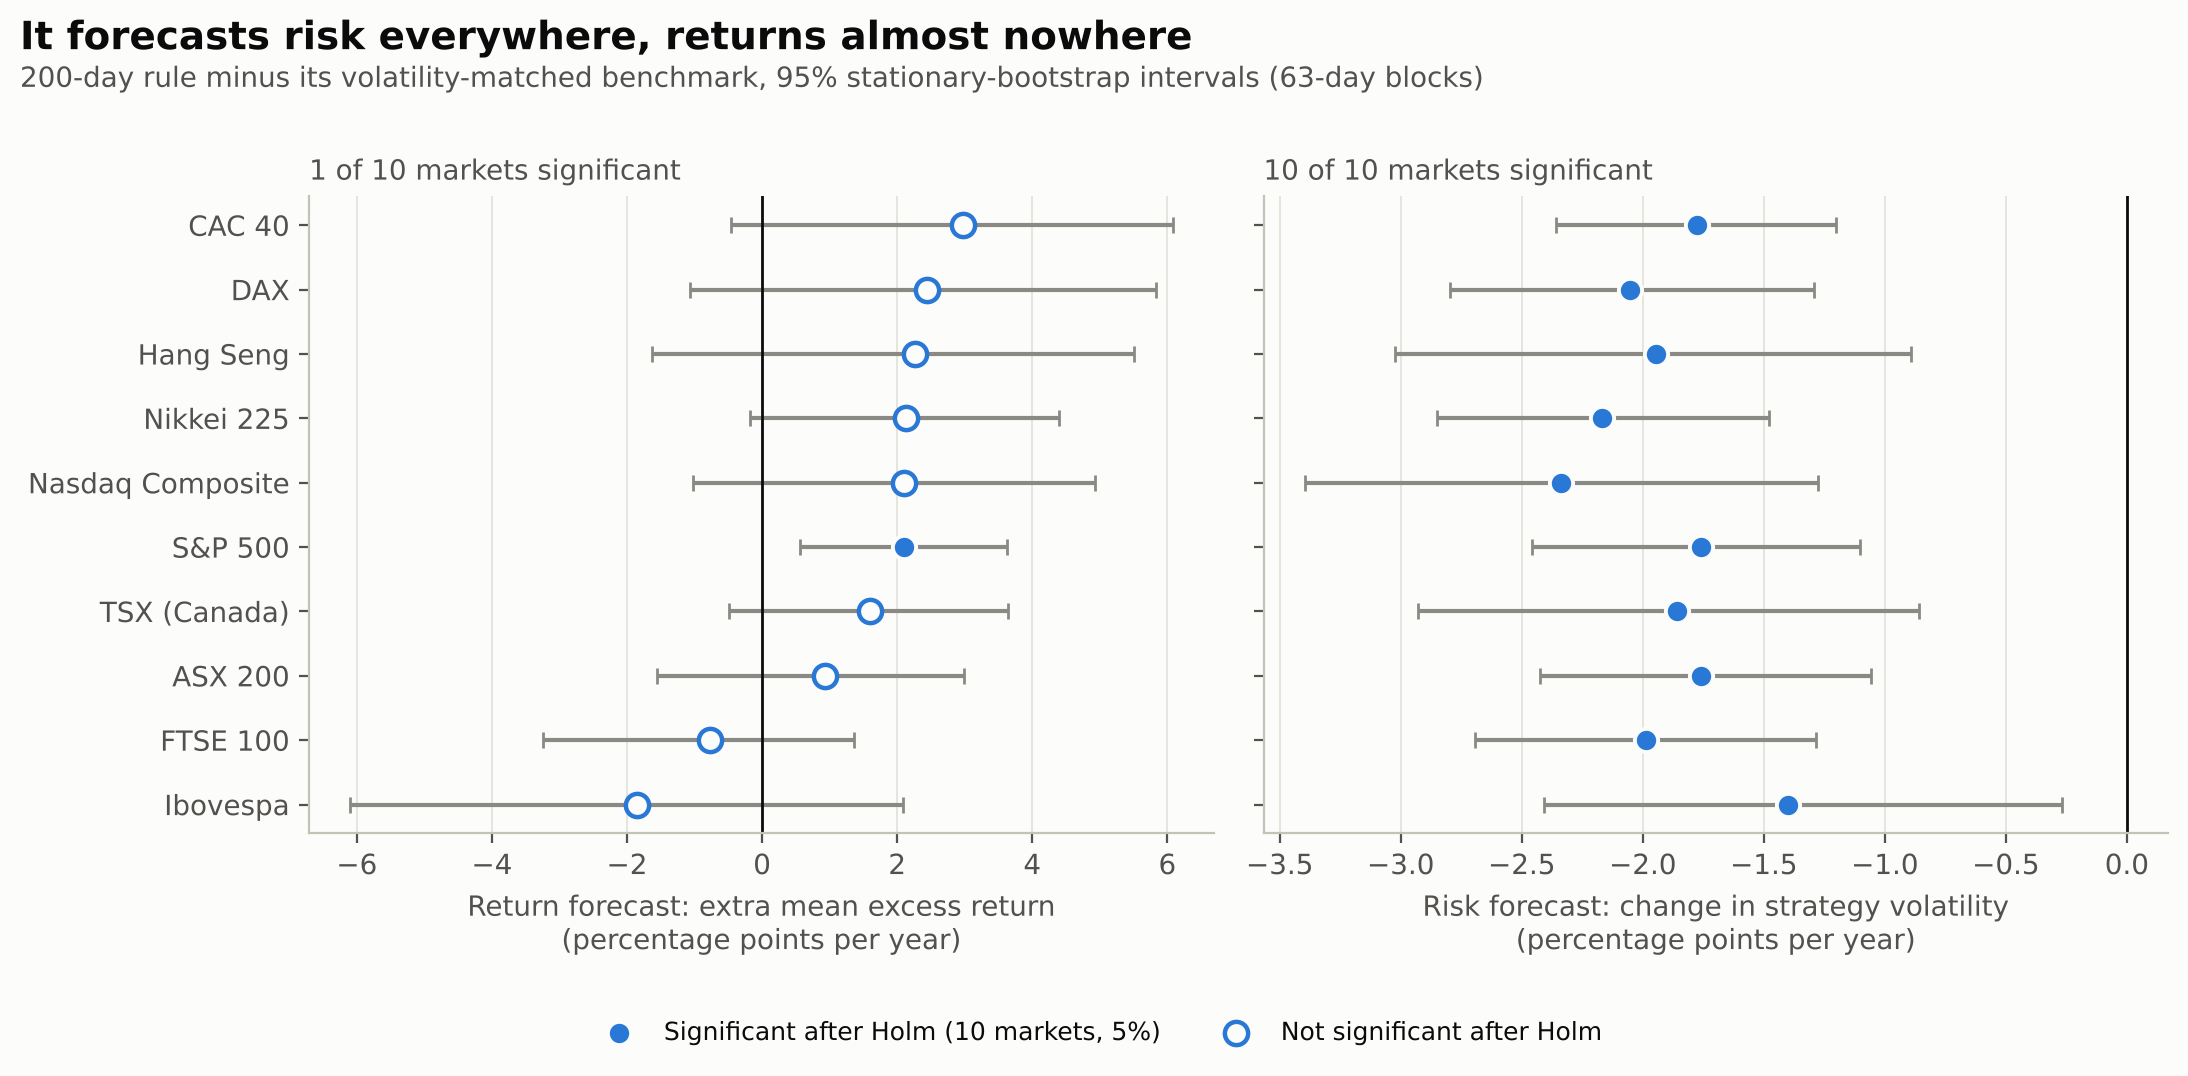 It forecasts risk everywhere, returns almost nowhere
200-day rule minus its volatility-matched benchmark, 95% stationary-bootstrap intervals (63-day blocks)
1 of 10 markets significant
10 of 10 markets significant
CAC 40
DAX
Hang Seng
Nikkei 225
Nasdaq Composite
S&P 500
TSX (Canada)
ASX 200
FTSE 100
Ibovespa
−6 −4 −2 0 2 4 6
−3.5 −3.0 −2.5 −2.0 −1.5 −1.0 −0.5 0.0
Return forecast: extra mean excess return
(percentage points per year)
Risk forecast: change in strategy volatility
(percentage points per year)
Significant after Holm (10 markets, 5%)
Not significant after Holm